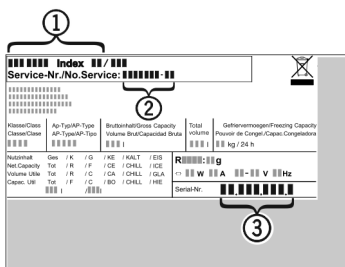 1
Index /
Service-Nr./No.Service: -
2
Klasse/Class Ap-Typ/AP-Type Bruttoinhalt/Gross Capacity Total Gefriervermoegen/Freezing Capacity
Classe/Clase AP-Type/AP-Tipo Volume Brut/Capacidad Bruta volume Pouvoir de Congel./Capac.Congeladora
l l kg / 24 h
Nutzinhalt Ges / K / G / KE / KALT / EIS
Net.Capacity Tot / R / F / CE / CHILL / ICE
Volume Utile Tot / R / C / CA / CHILL / GLA
Capac. Util Tot / F / C / BO / CHILL / HIE
l / l
R : g
W A - V Hz
Serial-Nr. . . .
3